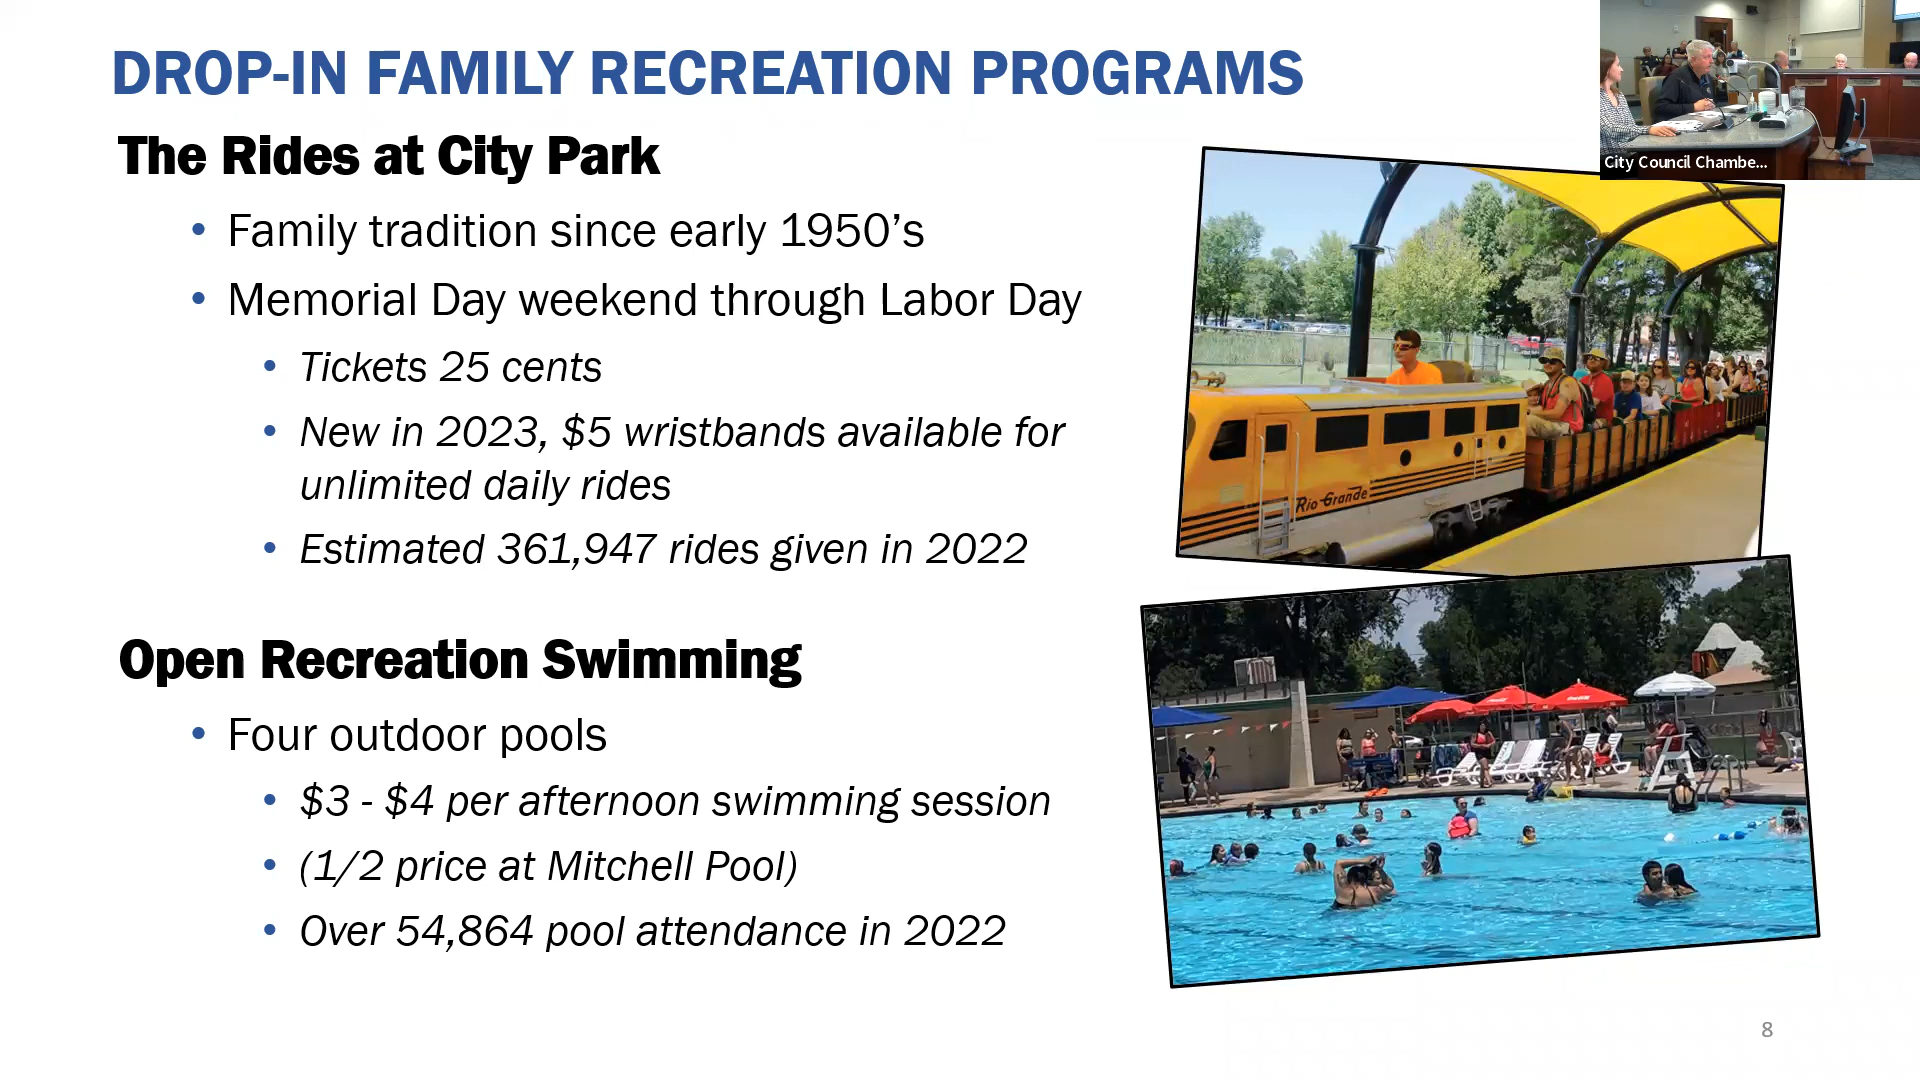 DROP-IN FAMILY RECREATION PROGRAMS
City Council Chambe...
The Rides at City Park
• Family tradition since early 1950’s
• Memorial Day weekend through Labor Day
• Tickets 25 cents
• New in 2023, $5 wristbands available for
unlimited daily rides
• Estimated 361,947 rides given in 2022
Rio Grande
Open Recreation Swimming
• Four outdoor pools
• $3 - $4 per afternoon swimming session
• (1/2 price at Mitchell Pool)
• Over 54,864 pool attendance in 2022
8